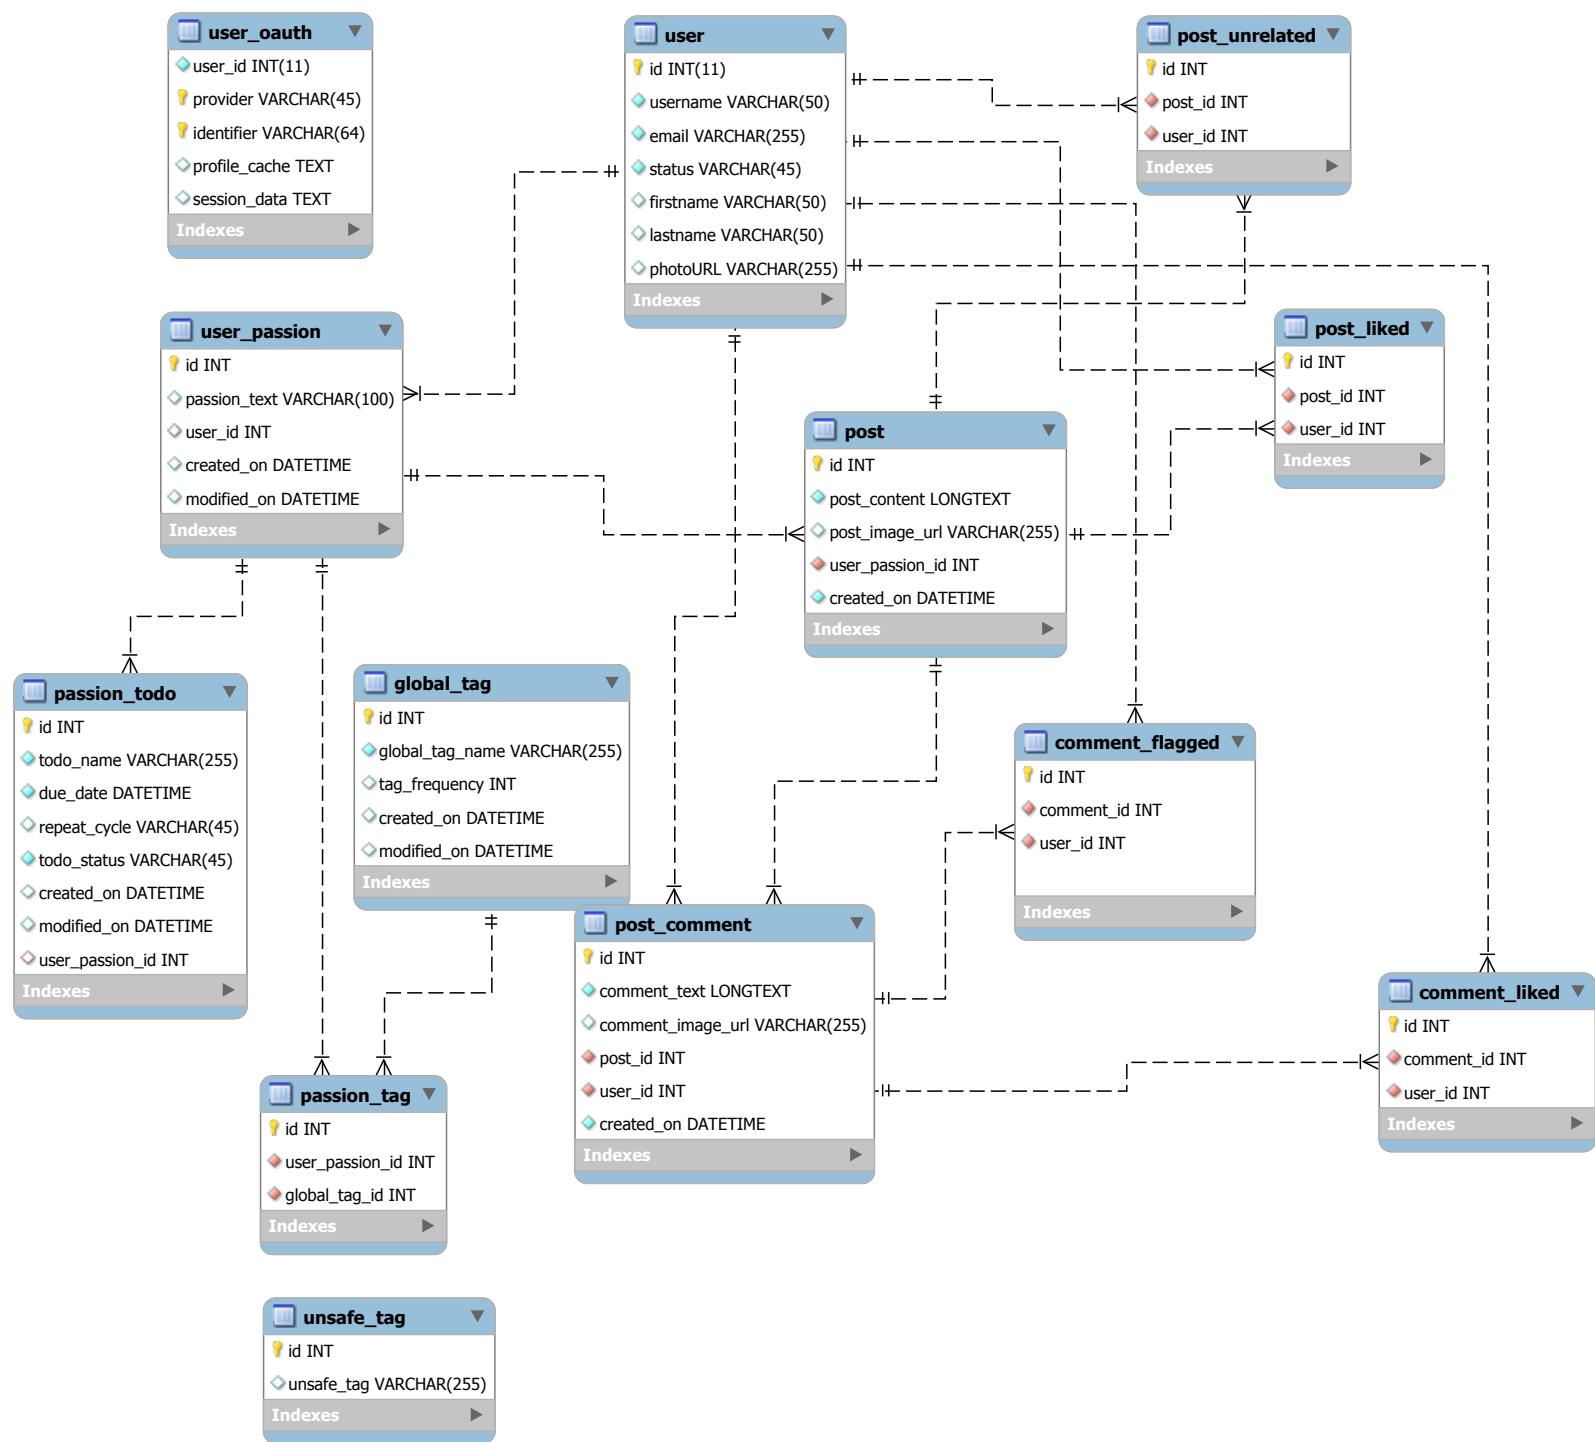 user_oauth
user_id INT(11)
provider VARCHAR(45)
identifier VARCHAR(64)
profile_cache TEXT
session_data TEXT
Indexes
user
id INT(11)
username VARCHAR(50)
email VARCHAR(255)
status VARCHAR(45)
firstname VARCHAR(50)
lastname VARCHAR(50)
photoURL VARCHAR(255)
Indexes
post_unrelated
id INT
post_id INT
user_id INT
Indexes
user_passion
id INT
passion_text VARCHAR(100)
user_id INT
created_on DATETIME
modified_on DATETIME
Indexes
post_liked
id INT
post_id INT
user_id INT
Indexes
post
id INT
post_content LONGTEXT
post_image_url VARCHAR(255)
user_passion_id INT
created_on DATETIME
Indexes
passion_todo
id INT
todo_name VARCHAR(255)
due_date DATETIME
repeat_cycle VARCHAR(45)
todo_status VARCHAR(45)
created_on DATETIME
modified_on DATETIME
user_passion_id INT
Indexes
global_tag
id INT
global_tag_name VARCHAR(255)
tag_frequency INT
created_on DATETIME
modified_on DATETIME
Indexes
comment_flagged
id INT
comment_id INT
user_id INT
Indexes
post_comment
id INT
comment_text LONGTEXT
comment_image_url VARCHAR(255)
post_id INT
user_id INT
created_on DATETIME
Indexes
comment_liked
id INT
comment_id INT
user_id INT
Indexes
passion_tag
id INT
user_passion_id INT
global_tag_id INT
Indexes
unsafe_tag
id INT
unsafe_tag VARCHAR(255)
Indexes